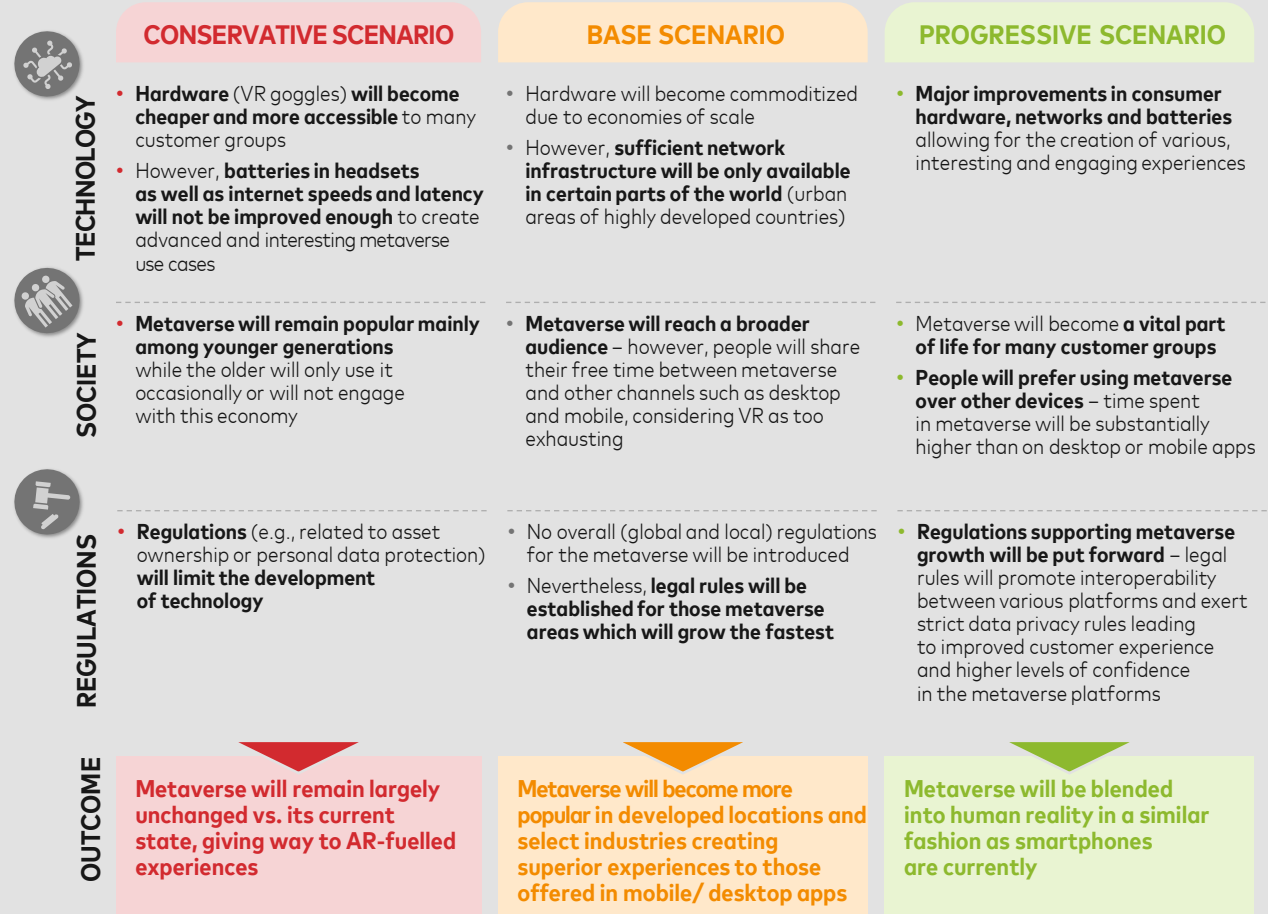 CONSERVATIVE SCENARIO
BASE SCENARIO
PROGRESSIVE SCENARIO
TECHNOLOGY
• Hardware (VR goggles) will become
cheaper and more accessible to many
customer groups
• However, batteries in headsets
as well as internet speeds and latency
will not be improved enough to create
advanced and interesting metaverse
use cases
• Hardware will become commoditized
due to economies of scale
• However, sufficient network
infrastructure will be only available
in certain parts of the world (urban
areas of highly developed countries)
• Major improvements in consumer
hardware, networks and batteries
allowing for the creation of various,
interesting and engaging experiences
SOCIETY
• Metaverse will remain popular mainly
among younger generations
while the older will only use it
occasionally or will not engage
with this economy
• Metaverse will reach a broader
audience – however, people will share
their free time between metaverse
and other channels such as desktop
and mobile, considering VR as too
exhausting
• Metaverse will become a vital part
of life for many customer groups
• People will prefer using metaverse
over other devices – time spent
in metaverse will be substantially
higher than on desktop or mobile apps
REGULATIONS
• Regulations (e.g., related to asset
ownership or personal data protection)
will limit the development
of technology
• No overall (global and local) regulations
for the metaverse will be introduced
• Nevertheless, legal rules will be
established for those metaverse
areas which will grow the fastest
• Regulations supporting metaverse
growth will be put forward – legal
rules will promote interoperability
between various platforms and exert
strict data privacy rules leading
to improved customer experience
and higher levels of confidence
in the metaverse platforms
OUTCOME
Metaverse will remain largely
unchanged vs. its current
state, giving way to AR-fuelled
experiences
Metaverse will become more
popular in developed locations and
select industries creating
superior experiences to those
offered in mobile/ desktop apps
Metaverse will be blended
into human reality in a similar
fashion as smartphones
are currently